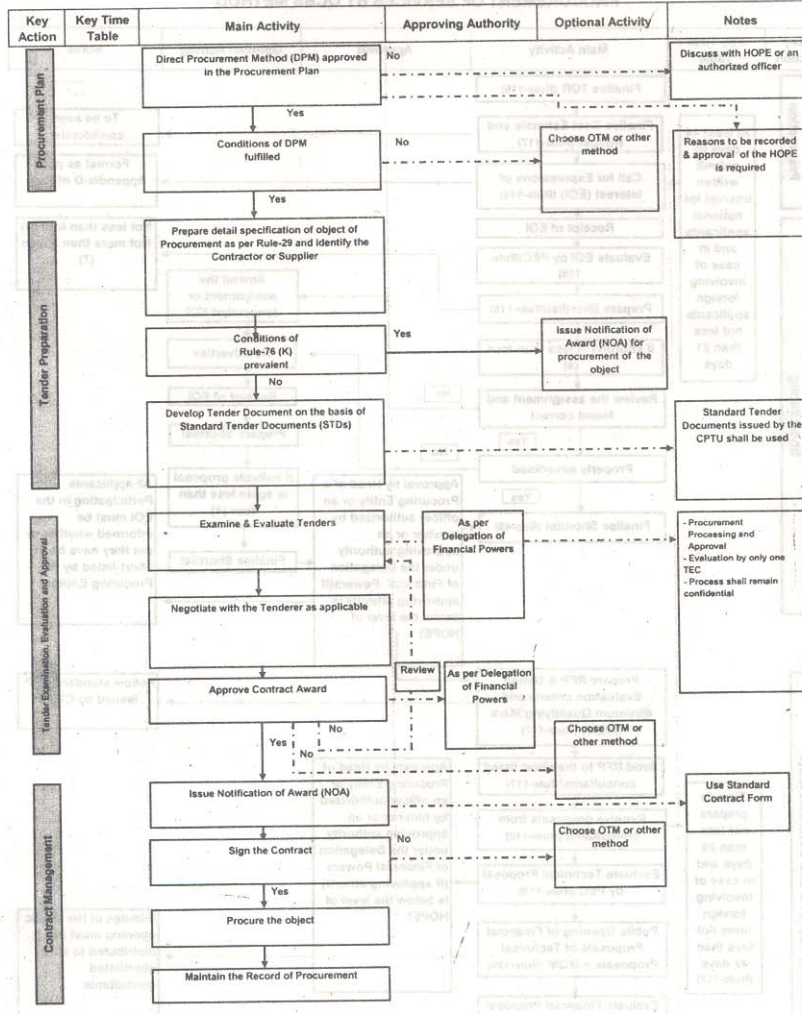 Key
Action
Key Time
Table
Main Activity
Approving Authority
Optional Activity
Notes
Procurement Plan
Direct Procurement Method (DPM) approved
in the Procurement Plan
No
Discuss with HOPE or an
authorized officer
Yes
Conditions of DPM
fulfilled
No
Choose OTM or other
method
Reasons to be recorded
& approval of the HOPE
is required
Yes
Tender Preparation
Prepare detail specification of object of
Procurement as per Rule-29 and identify the
Contractor or Supplier
Conditions of
Rule-76 (K)
prevalent
Yes
Issue Notification of
Award (NOA) for
procurement of the
object
No
Develop Tender Document on the basis of
Standard Tender Documents (STDs)
Standard Tender
Documents issued by the
CPTU shall be used
Tender Examination, Evaluation and Approval
Examine & Evaluate Tenders
As per
Delegation of
Financial Powers
- Procurement
Processing and
Approval
- Evaluation by only one
TEC
- Process shall remain
confidential
Negotiate with the Tenderer as applicable
Review
Approve Contract Award
As per Delegation
of Financial
Powers
No
Yes
No
Choose OTM or
other method
Contract Management
Issue Notification of Award (NOA)
Use Standard
Contract Form
Sign the Contract
No
Choose OTM or other
method
Yes
Procure the object
Maintain the Record of Procurement